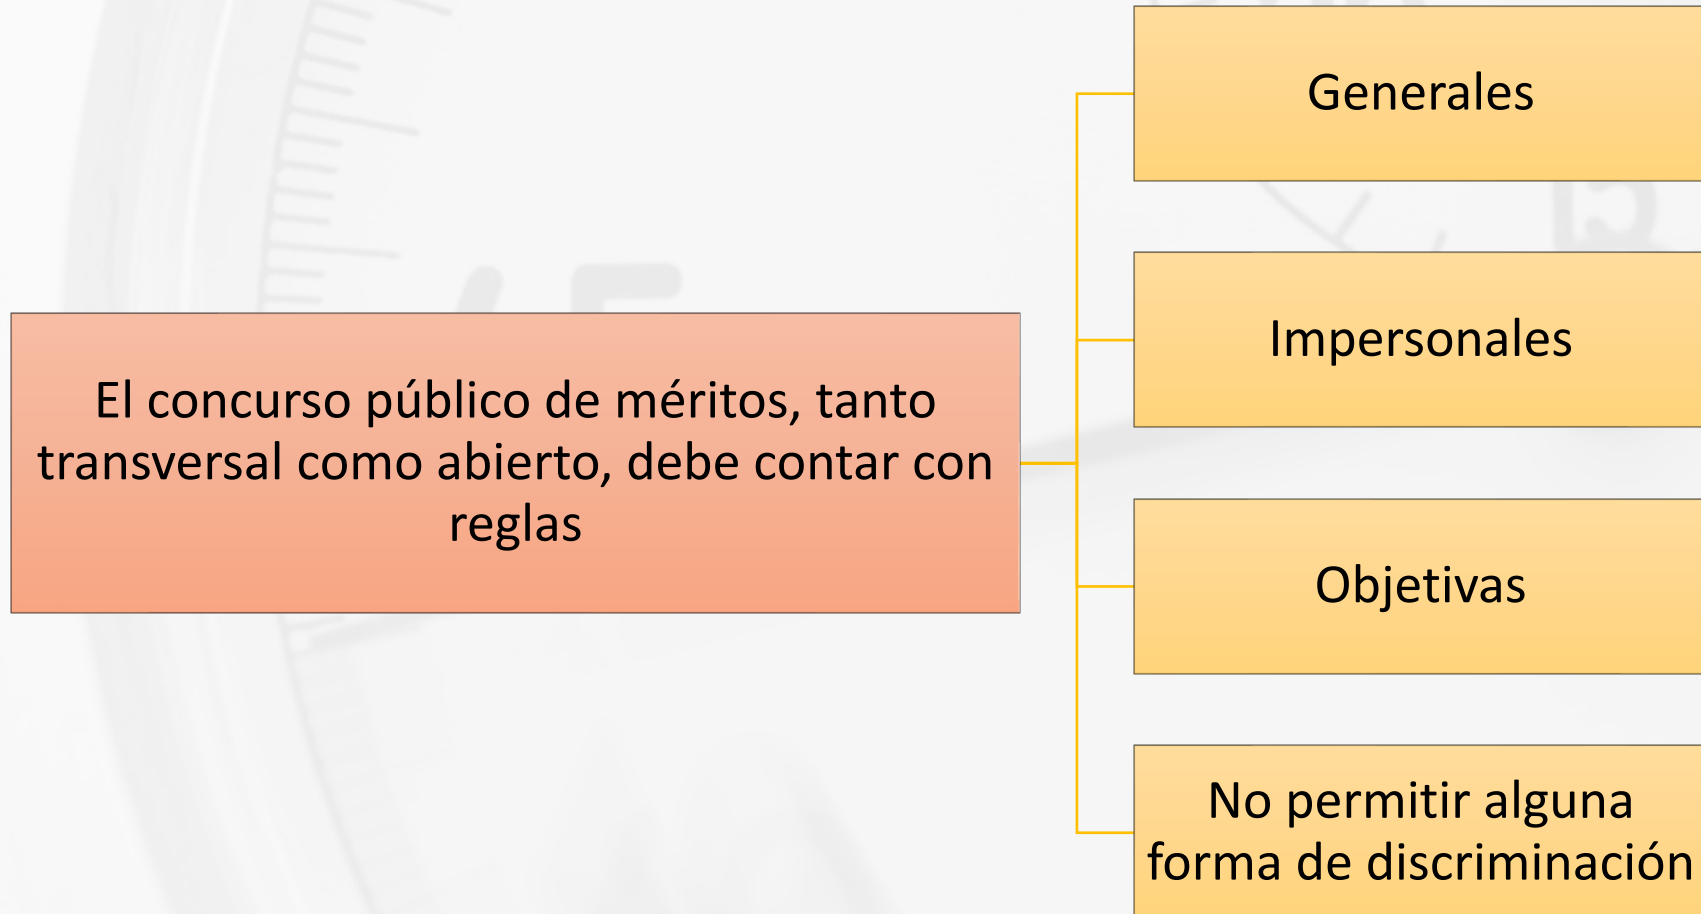 El concurso público de méritos, tanto
transversal como abierto, debe contar con
reglas
Generales
Impersonales
Objetivas
No permitir alguna
forma de discriminación